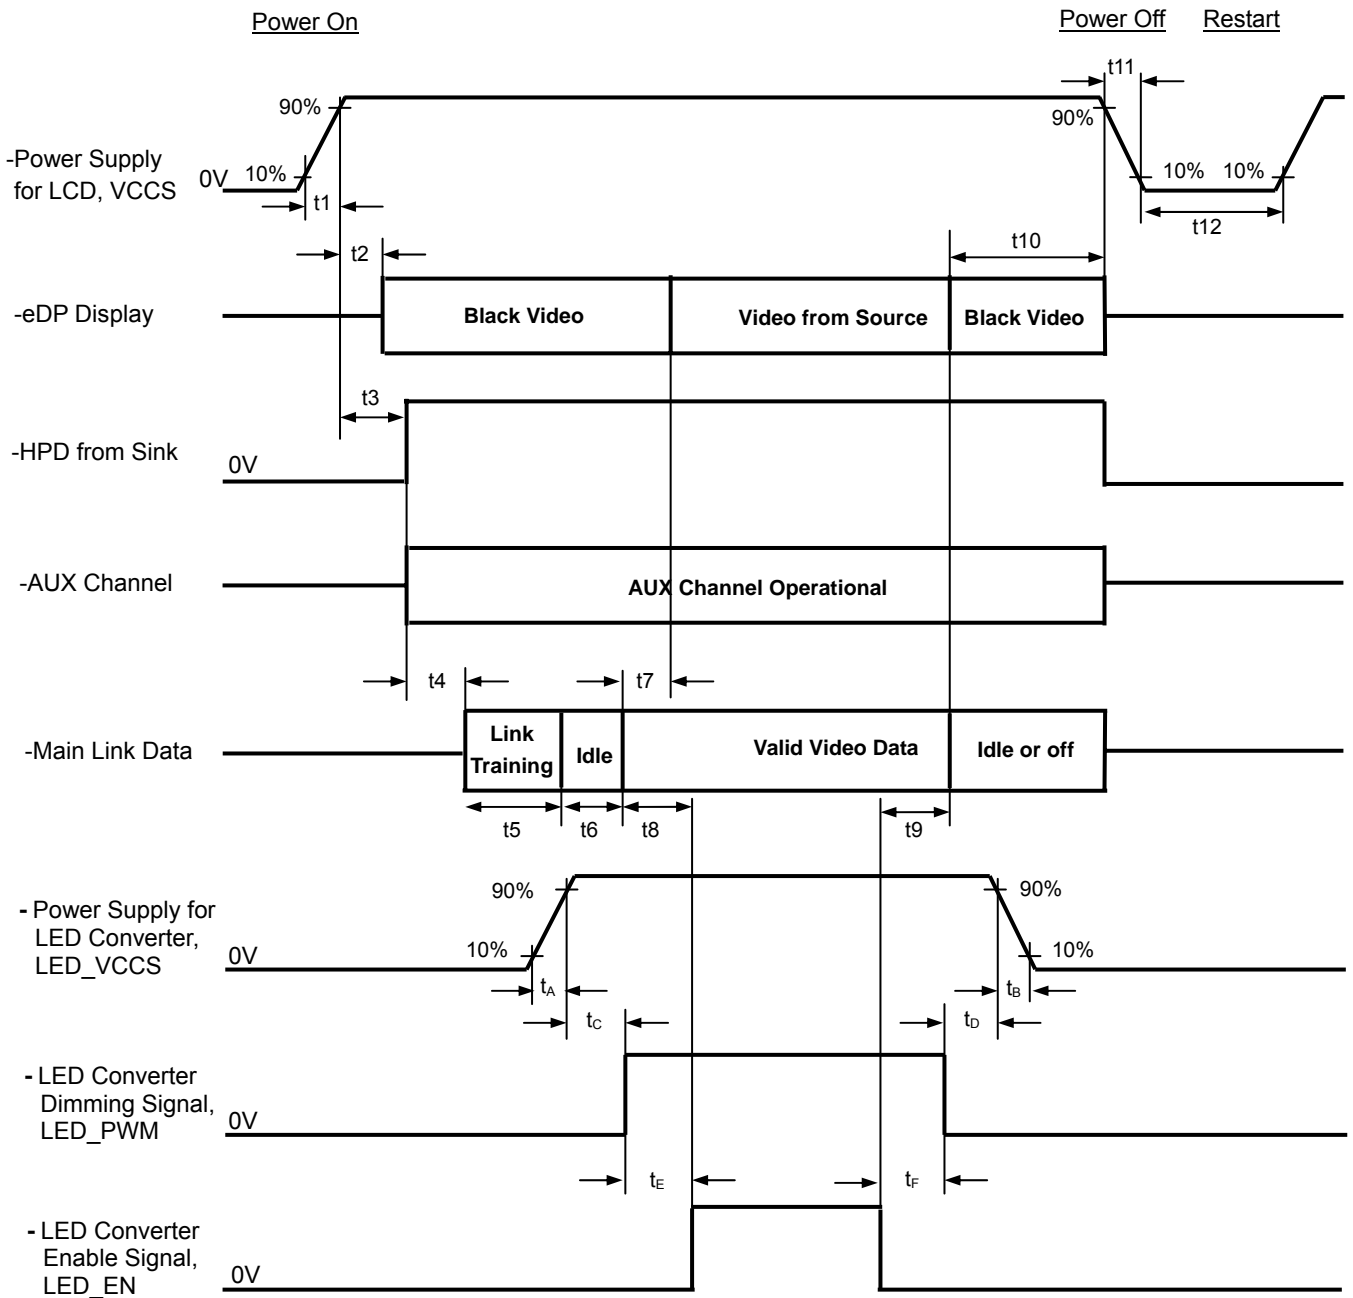 Power On
Power Off
Restart
t11
90%
90%
-Power Supply
for LCD, VCCS
0V
10%
10%
10%
t1
t12
t2
t10
-eDP Display
Black Video
Video from Source
Black Video
t3
-HPD from Sink
0V
-AUX Channel
AUX Channel Operational
t4
t7
-Main Link Data
Link
Training
Idle
Valid Video Data
Idle or off
t5
t6
t8
t9
90%
90%
- Power Supply for
LED Converter,
LED_VCCS
0V
10%
10%
tA
tB
tC
tD
- LED Converter
Dimming Signal,
LED_PWM
0V
tE
tF
- LED Converter
Enable Signal,
LED_EN
0V